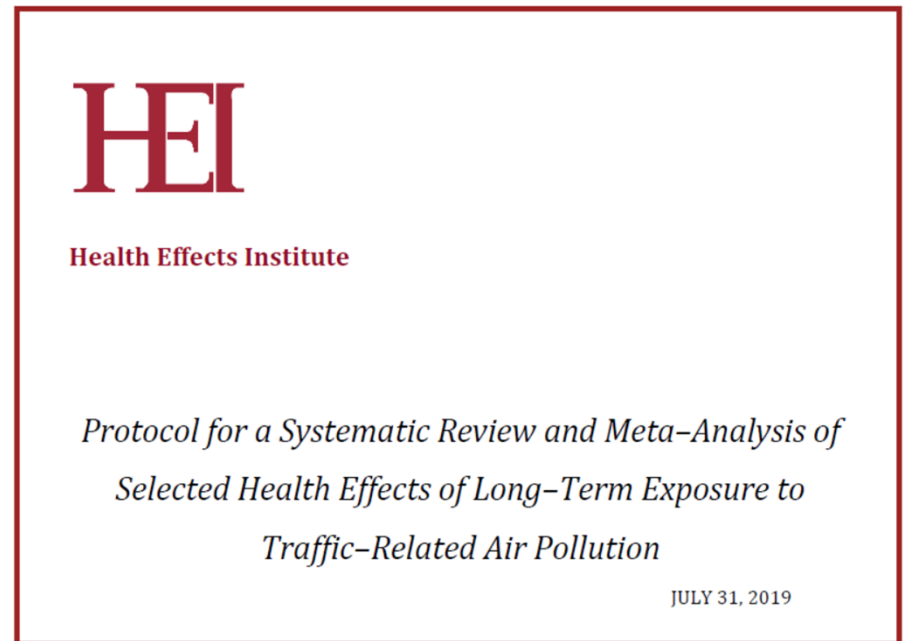 HEI
Health Effects Institute
Protocol for a Systematic Review and Meta–Analysis of
Selected Health Effects of Long–Term Exposure to
Traffic–Related Air Pollution
JULY 31, 2019